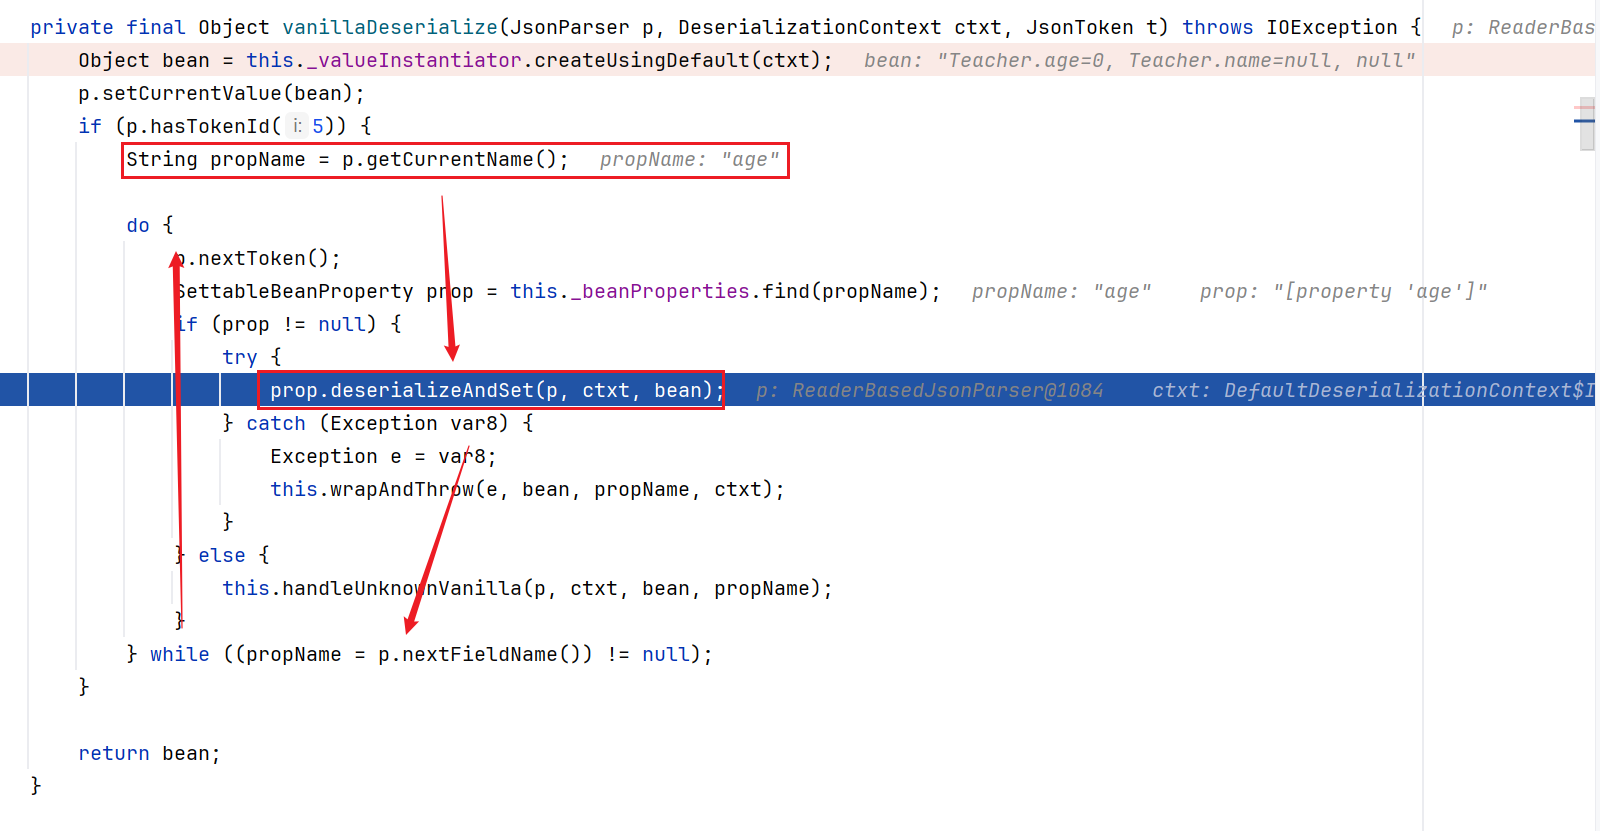 private final Object vanillaDeserialize(JsonParser p, DeserializationContext ctxt, JsonToken t) throws IOException {   p: ReaderBas
Object bean = this._valueInstantiator.createUsingDefault(ctxt);   bean: "Teacher.age=0, Teacher.name=null, null"
p.setCurrentValue(bean);
if (p.hasTokenId( i: 5)) {
String propName = p.getCurrentName();   propName: "age"
do {
p.nextToken();
SettableBeanProperty prop = this._beanProperties.find(propName);   propName: "age"   prop: "[property 'age']"
if (prop != null) {
try {
prop.deserializeAndSet(p, ctxt, bean);   p: ReaderBasedJsonParser@1084   ctxt: DefaultDeserializationContext$I
} catch (Exception var8) {
Exception e = var8;
this.wrapAndThrow(e, bean, propName, ctxt);
}
} else {
this.handleUnknownVanilla(p, ctxt, bean, propName);
}
} while ((propName = p.nextFieldName()) != null);
}
return bean;
}